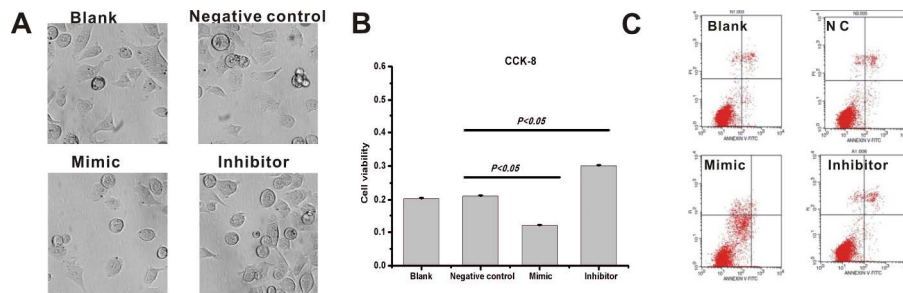 A
Blank
Negative control
Mimic
Inhibitor
B
CCK-8
Cell viability
0.6
0.5
0.4
0.3
0.2
0.1
0.0
P<0.05
P<0.05
Blank
Negative control
Mimic
Inhibitor
C
Blank
N C
Mimic
Inhibitor
PI
ANNEXIN V-FITC
ANNEXIN V-FITC
ANNEXIN V-FITC
ANNEXIN V-FITC